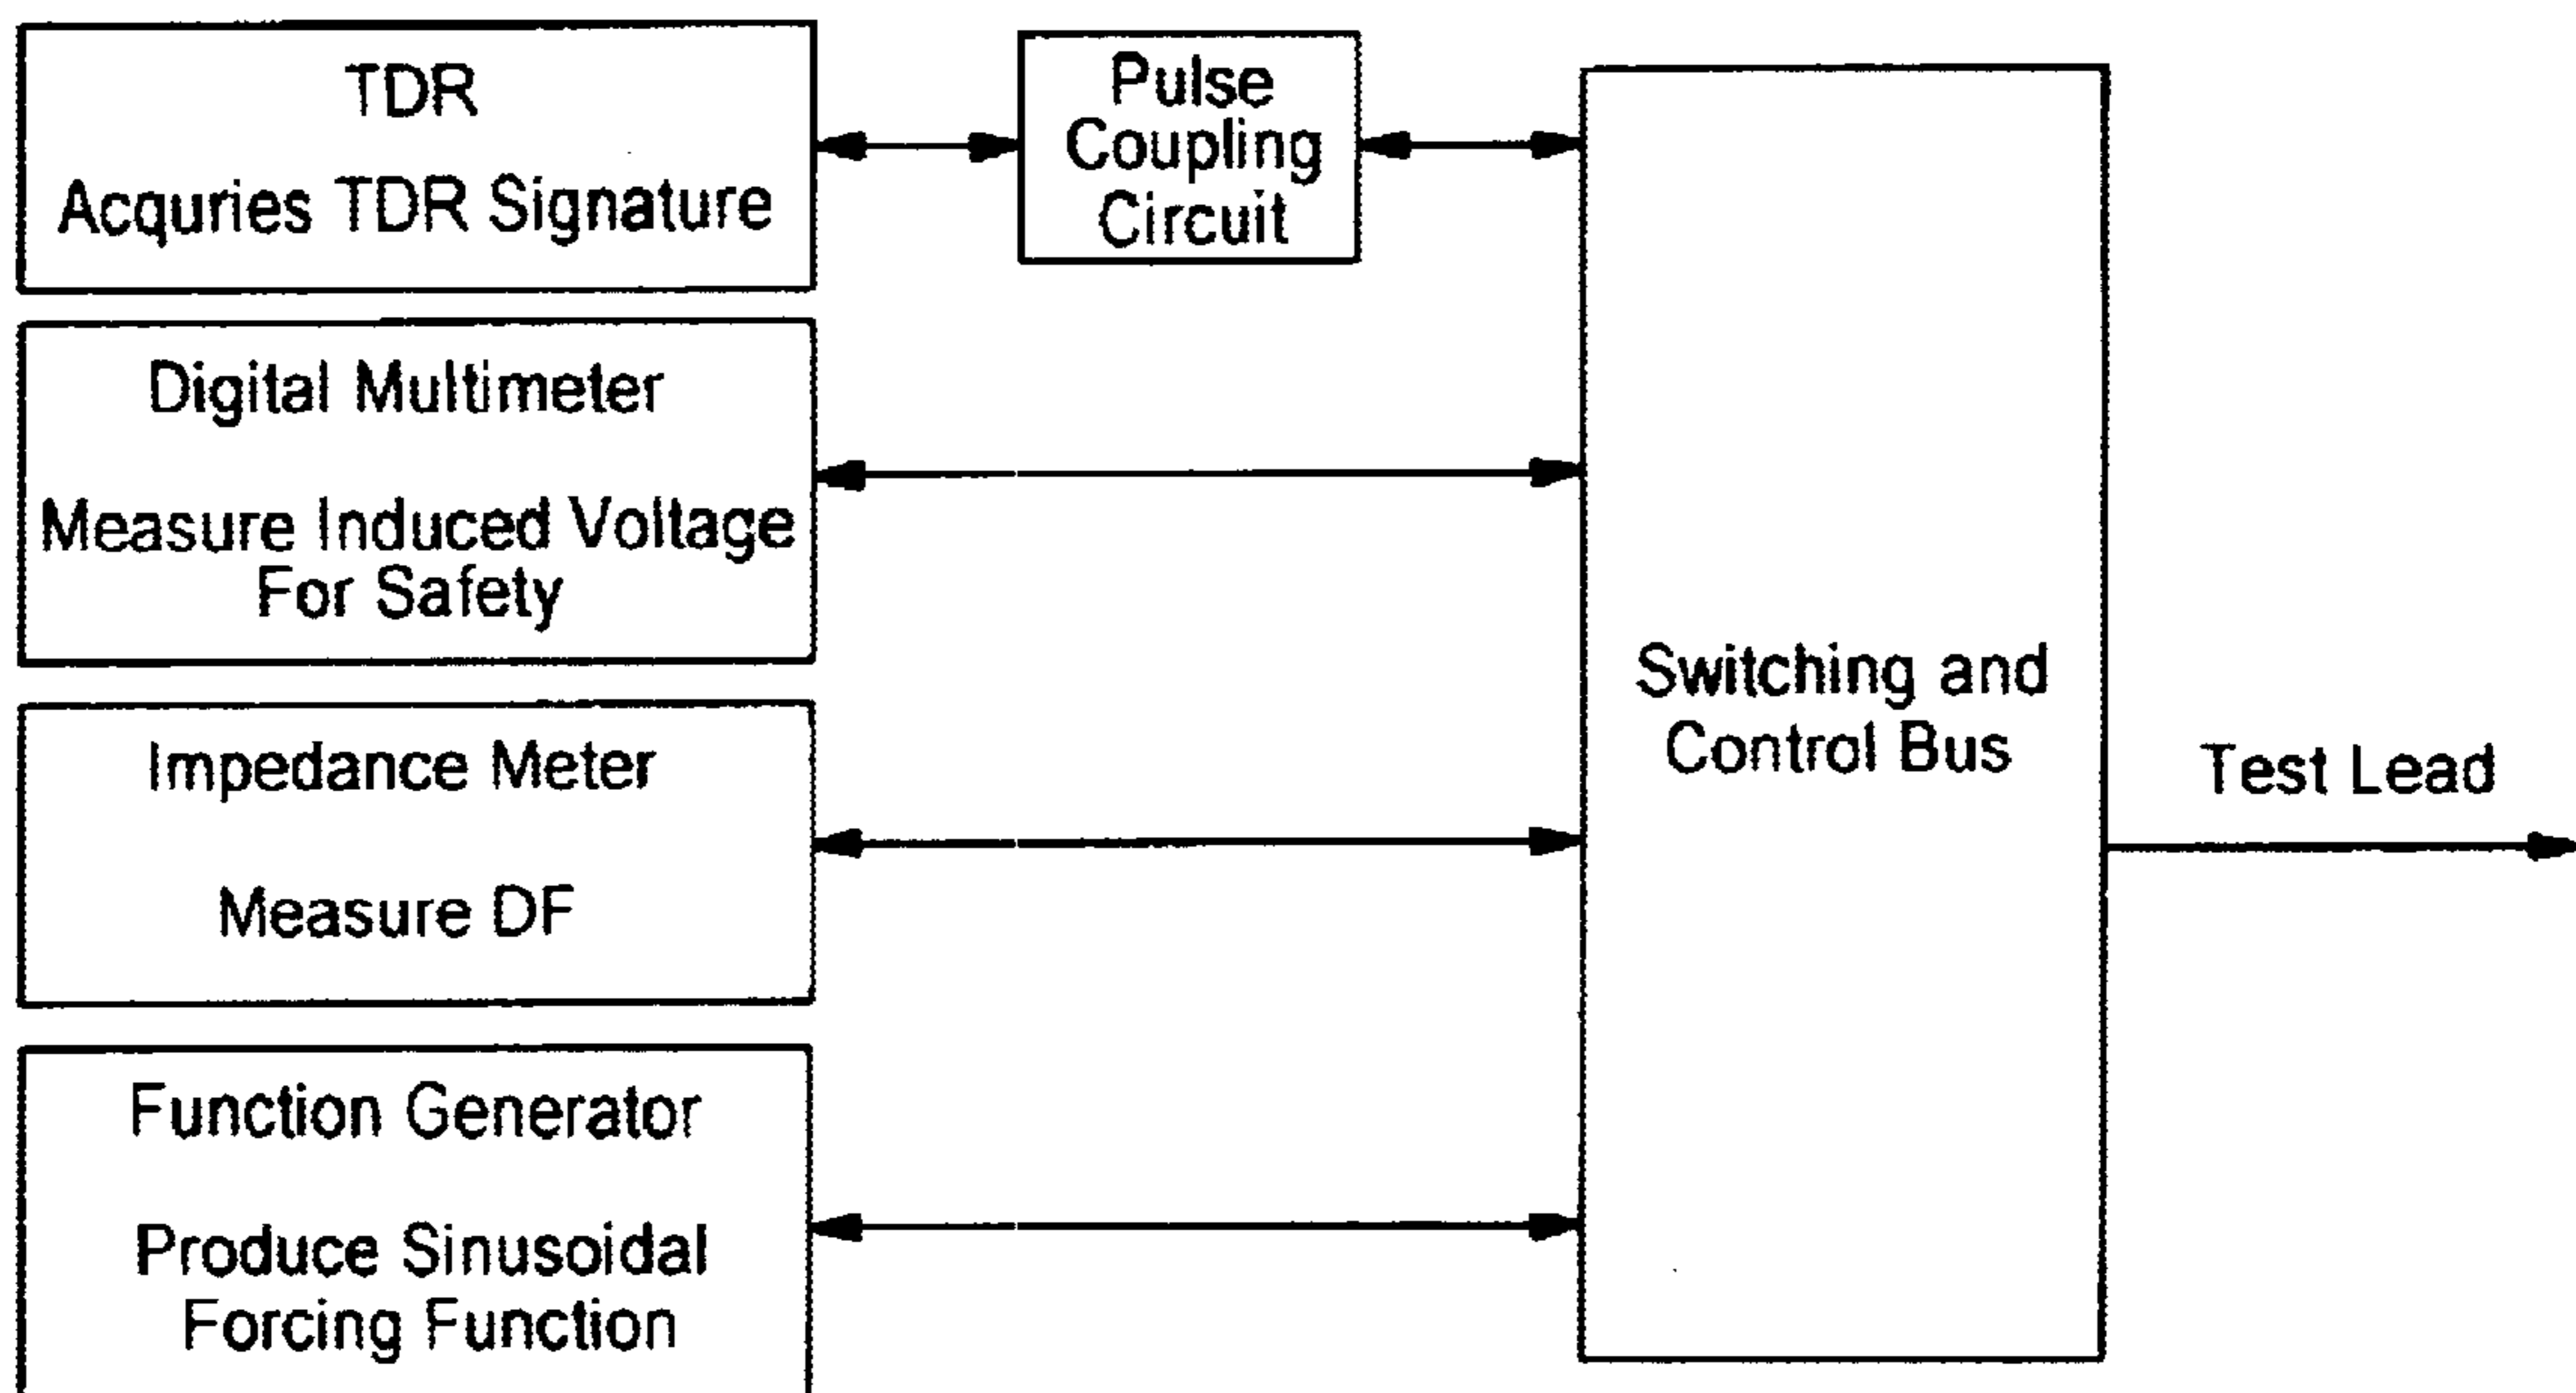 TDR
Acquries TDR Signature
Pulse
Coupling
Circuit
Digital Multimeter
Measure Induced Voltage
For Safety
Impedance Meter
Measure DF
Function Generator
Produce Sinusoidal
Forcing Function
Switching and
Control Bus
Test Lead